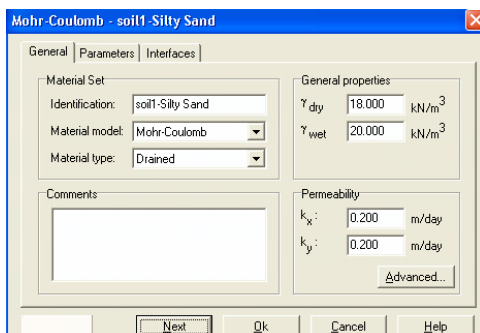 Mohr-Coulomb - soil1-Silty Sand
General Parameters Interfaces
Material Set
Identification: soil1-Silty Sand
Material model: Mohr-Coulomb
Material type: Drained
General properties
γ dry 18.000 kN/m³
γ wet 20.000 kN/m³
Comments
Permeability
kx: 0.200 m/day
ky: 0.200 m/day
Advanced...
Next Ok Cancel Help